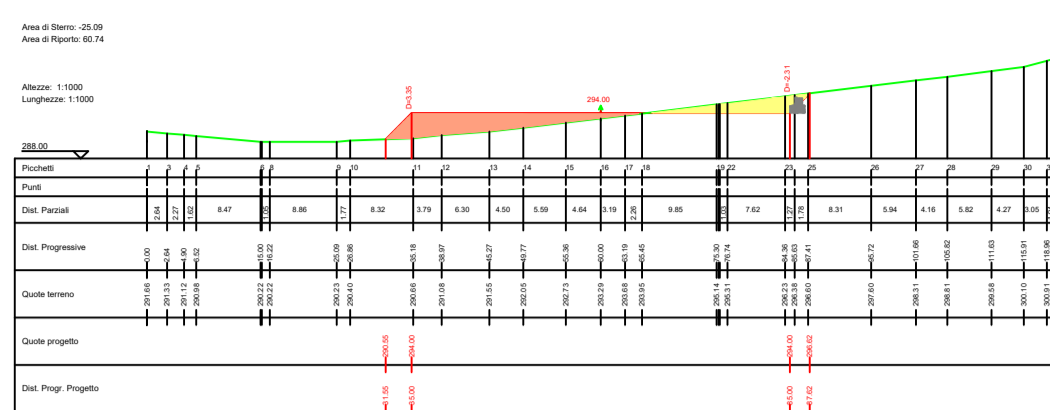 Area di Sterro: -25.09
Area di Riporto: 60.74
Altezze: 1:1000
Lunghezze: 1:1000
D=3.35
294.00
D=-2.31
288.00
Picchetti 1 3 4 5 6 8 9 10 11 12 13 14 15 16 17 18 19 22 23 25 26 27 28 29 30
Punti
Dist. Parziali 2.64 2.27 1.62 8.47 1.05 8.86 1.77 8.32 3.79 6.30 4.50 5.59 4.64 3.19 2.26 9.85 1.03 7.62 1.27 1.78 8.31 5.94 4.16 5.82 4.27 3.05
Dist. Progressive 0.00 2.64 4.90 6.52 15.00 16.22 25.09 26.86 35.18 38.97 45.27 49.77 55.36 60.00 63.19 65.45 75.30 76.74 84.36 85.63 87.41 95.72 101.66 105.82 111.63 115.91 118.96
Quote terreno 291.66 291.33 291.12 290.98 290.22 290.22 290.23 290.40 290.66 291.08 291.55 292.05 292.73 293.29 293.68 293.95 295.14 295.31 296.23 296.38 296.60 297.60 298.31 298.81 299.58 300.10 300.91
Quote progetto 290.55 294.00 294.00 296.62
Dist. Progr. Progetto